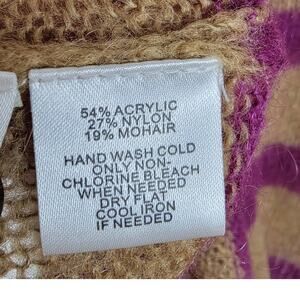 54% ACRYLIC
27% NYLON
19% MOHAIR
HAND WASH COLD
ONLY NON-
CHLORINE BLEACH
WHEN NEEDED
DRY FLAT
COOL IRON
IF NEEDED